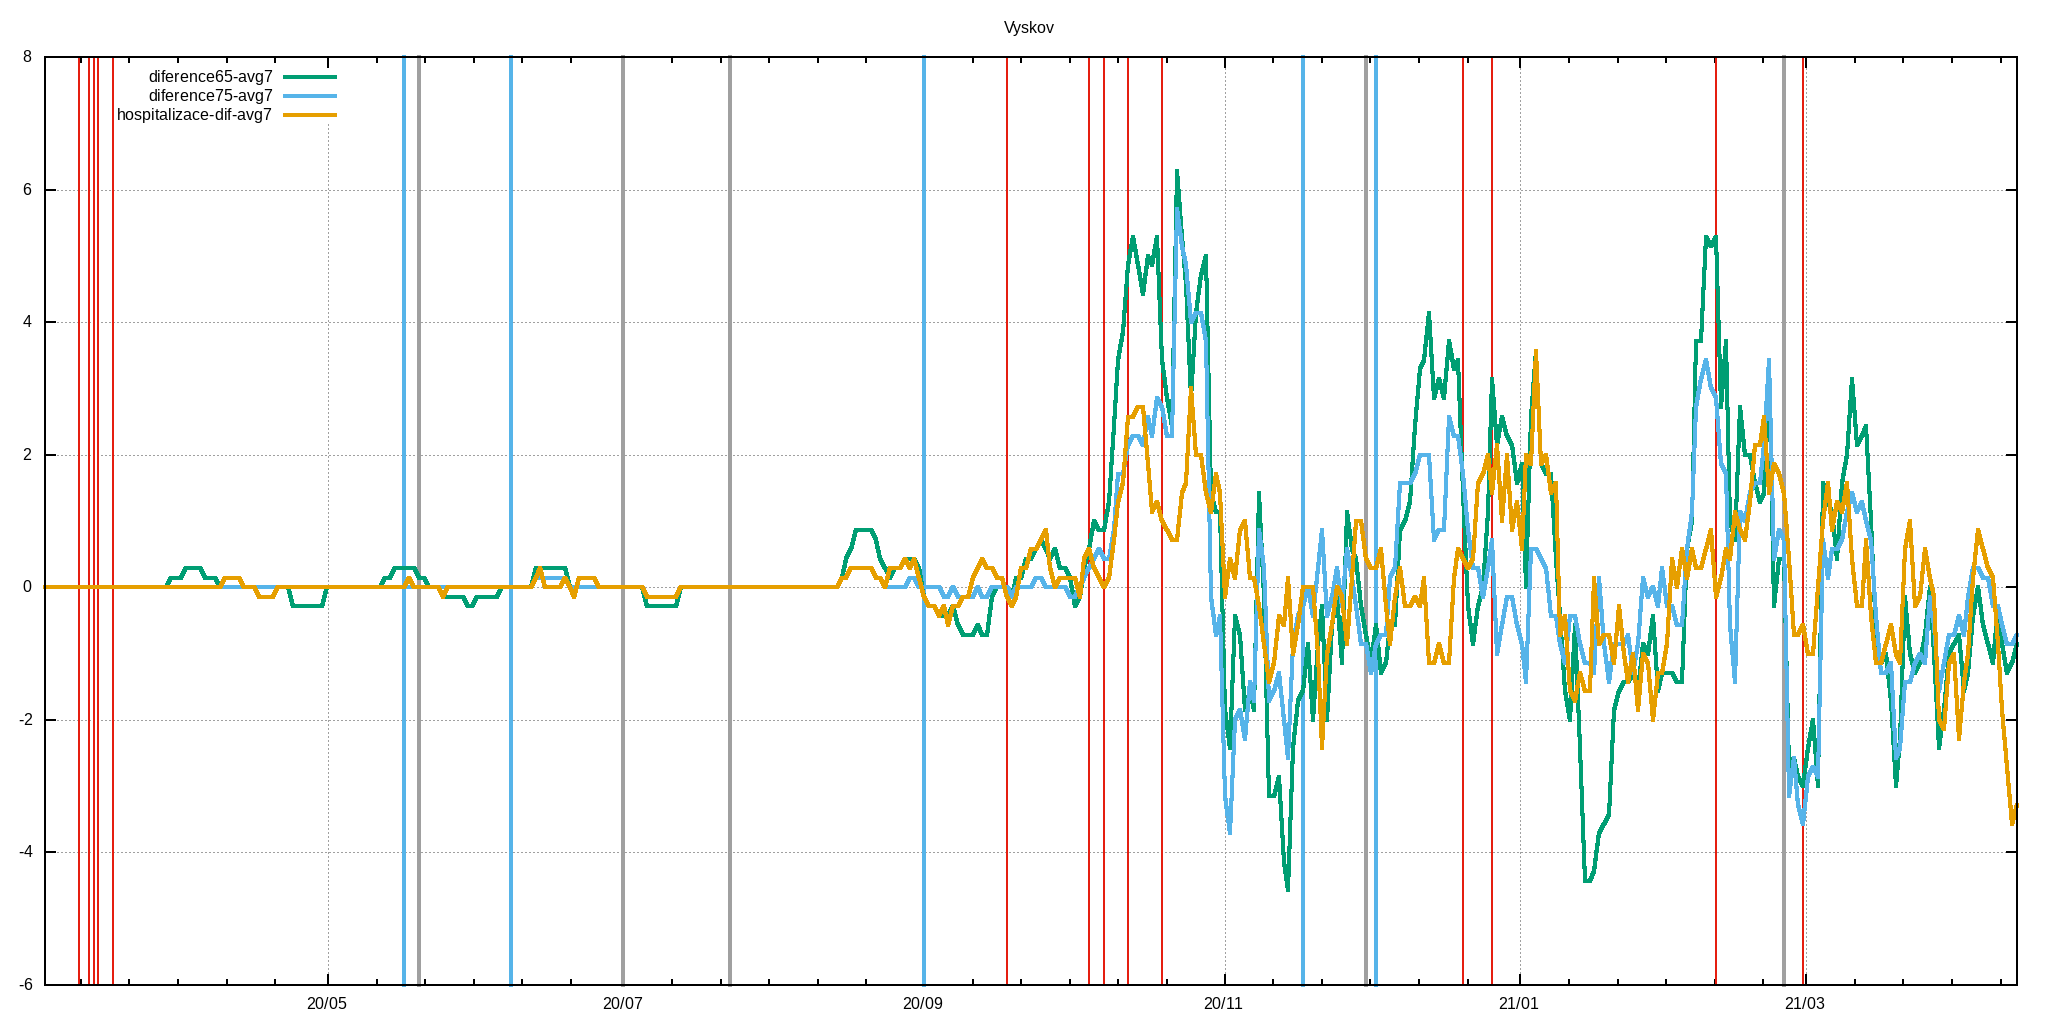 Vyskov
diference65-avg7
diference75-avg7
hospitalizace-dif-avg7
8
6
4
2
0
-2
-4
-6
20/05 20/07 20/09 20/11 21/01 21/03